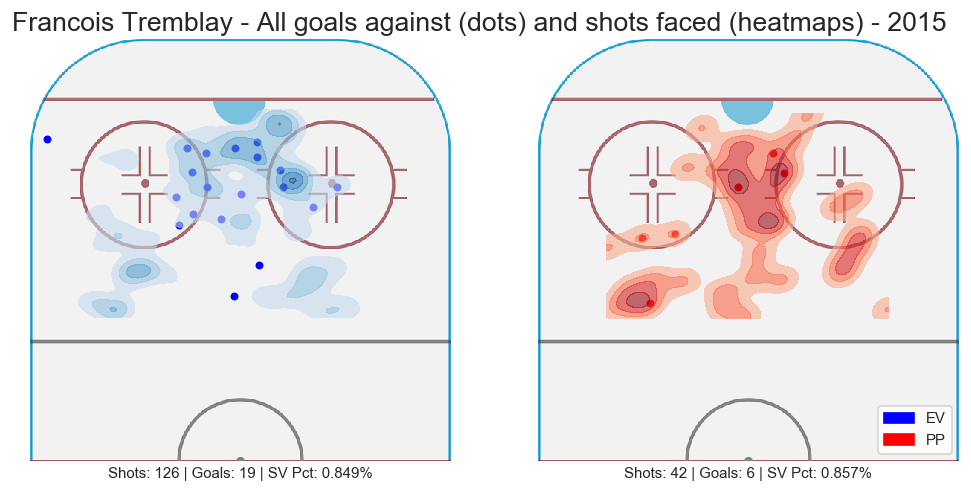 Francois Tremblay - All goals against (dots) and shots faced (heatmaps) - 2015
EV
PP
Shots: 126 | Goals: 19 | SV Pct: 0.849%
Shots: 42 | Goals: 6 | SV Pct: 0.857%